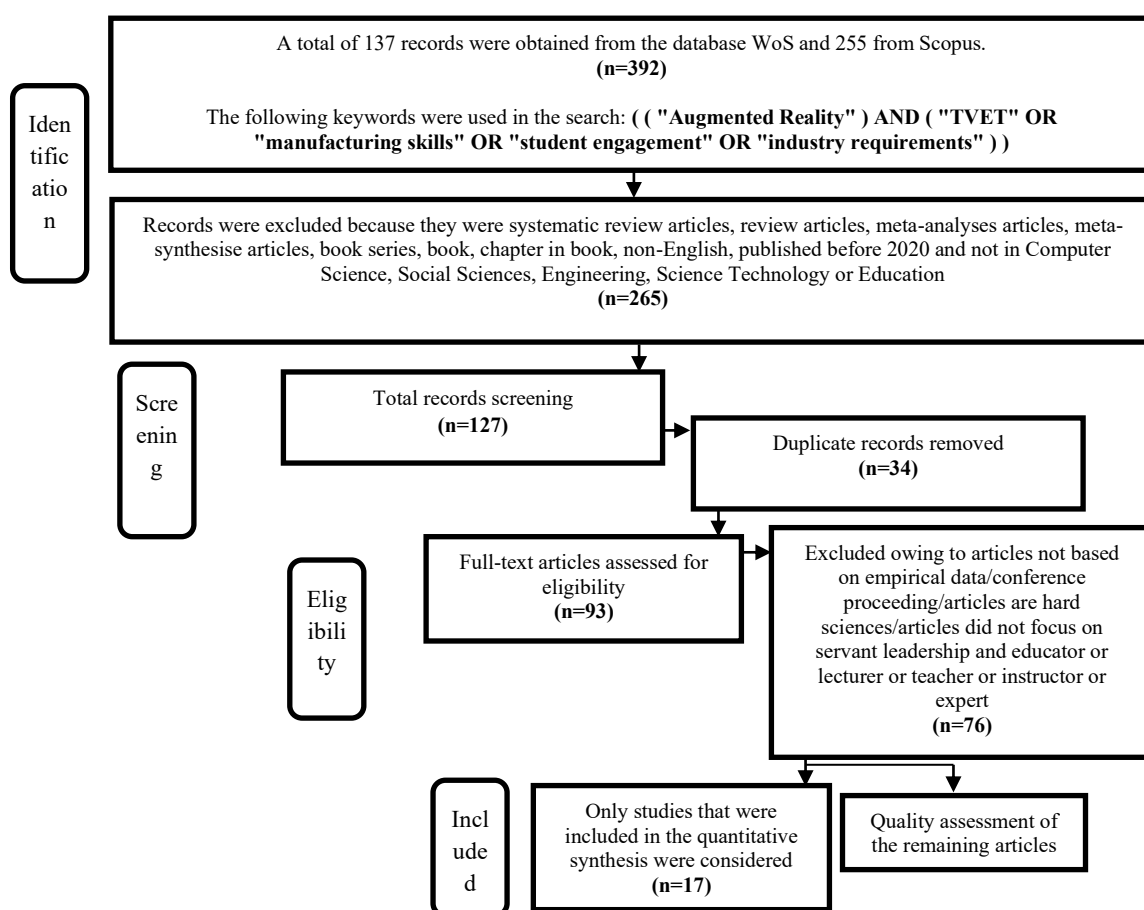 A total of 137 records were obtained from the database WoS and 255 from Scopus.
(n=392)
The following keywords were used in the search: ( ( "Augmented Reality" ) AND ( "TVET" OR
"manufacturing skills" OR "student engagement" OR "industry requirements" ) )
Iden
tific
atio
n
Records were excluded because they were systematic review articles, review articles, meta-analyses articles, meta-
synthesise articles, book series, book, chapter in book, non-English, published before 2020 and not in Computer
Science, Social Sciences, Engineering, Science Technology or Education
(n=265)
Scre
enin
g
Total records screening
(n=127)
Duplicate records removed
(n=34)
Elig
ibili
ty
Full-text articles assessed for
eligibility
(n=93)
Excluded owing to articles not based
on empirical data/conference
proceeding/articles are hard
sciences/articles did not focus on
servant leadership and educator or
lecturer or teacher or instructor or
expert
(n=76)
Incl
ude
d
Only studies that were
included in the quantitative
synthesis were considered
(n=17)
Quality assessment of
the remaining articles